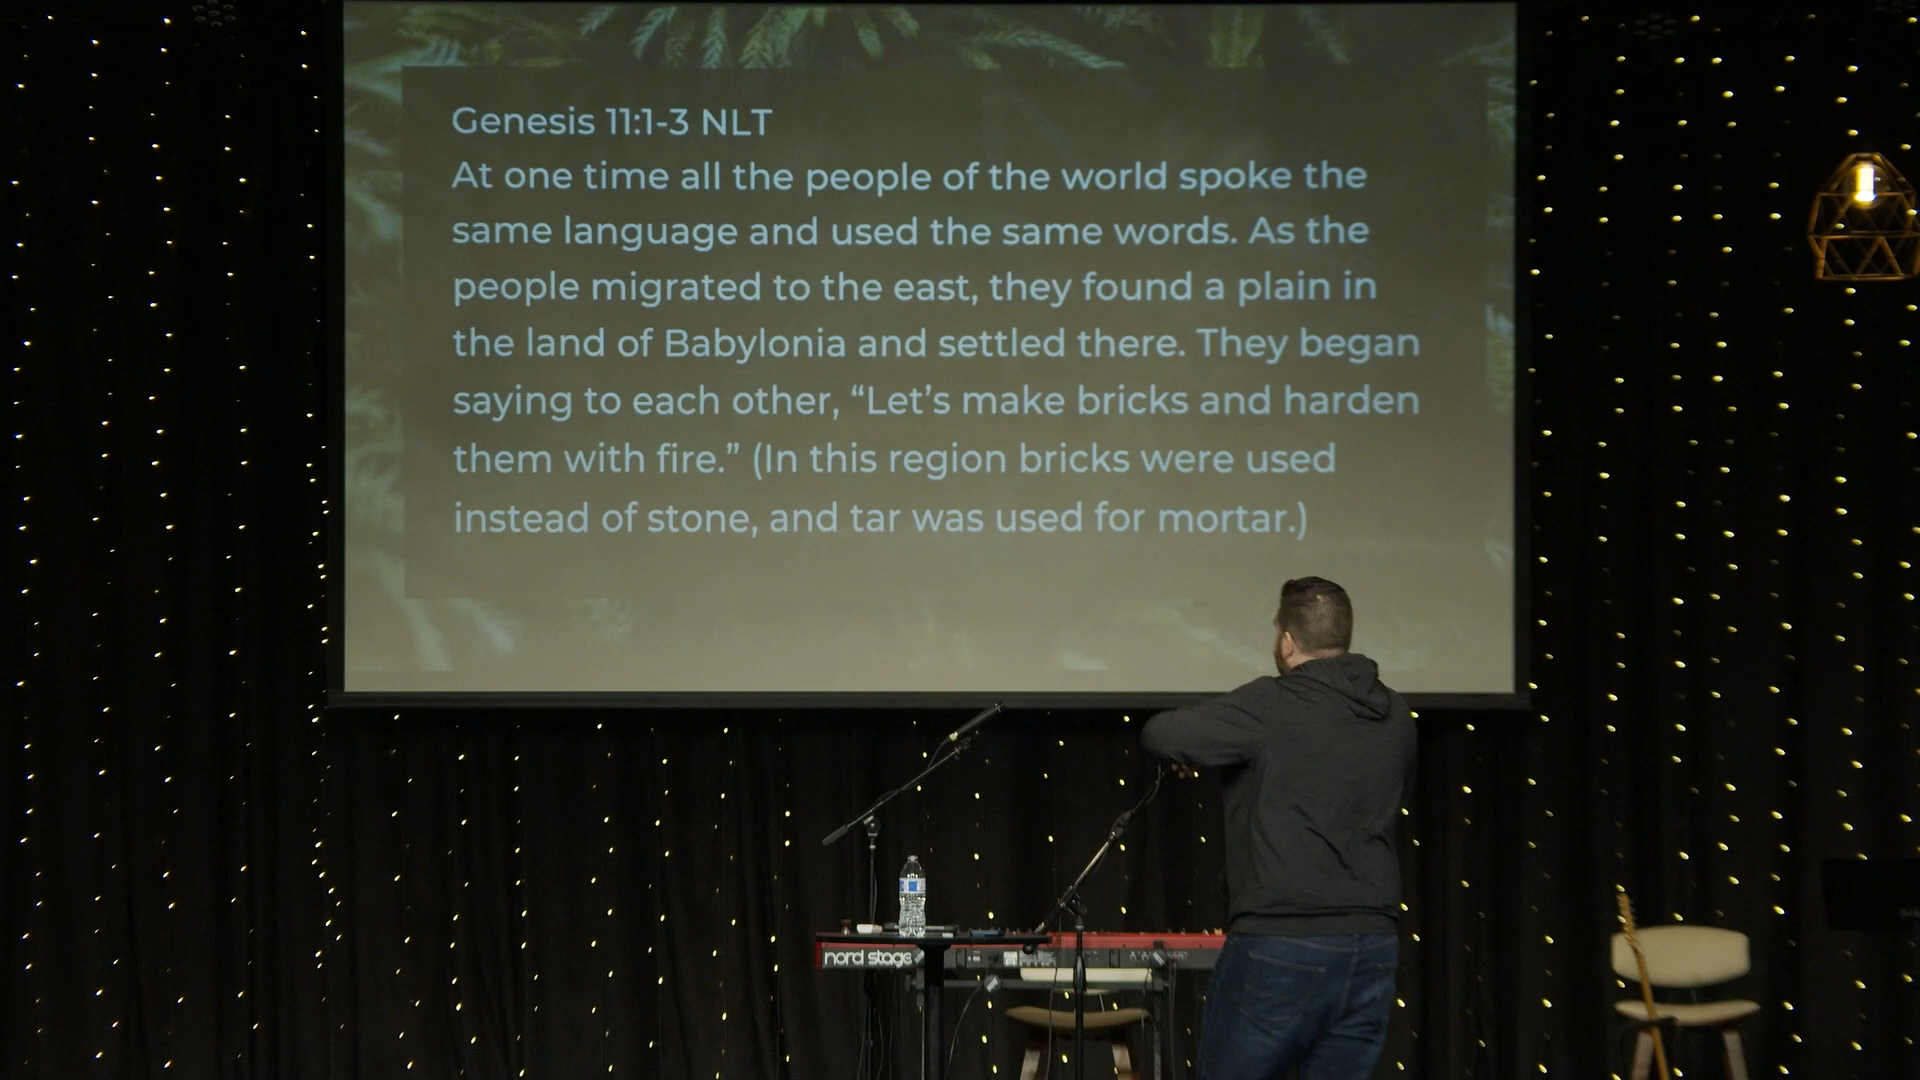 Genesis 11:1-3 NLT
At one time all the people of the world spoke the
same language and used the same words. As the
people migrated to the east, they found a plain in
the land of Babylonia and settled there. They began
saying to each other, “Let’s make bricks and harden
them with fire.” (In this region bricks were used
instead of stone, and tar was used for mortar.)
nord stage